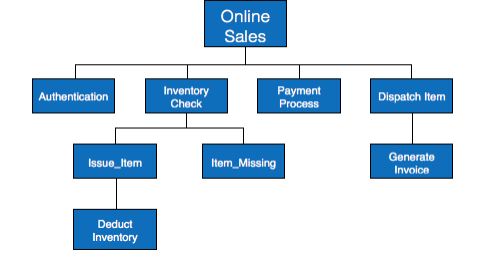 Online
Sales
Authentication
Inventory
Check
Payment
Process
Dispatch Item
Issue_Item
Item_Missing
Generate
Invoice
Deduct
Inventory